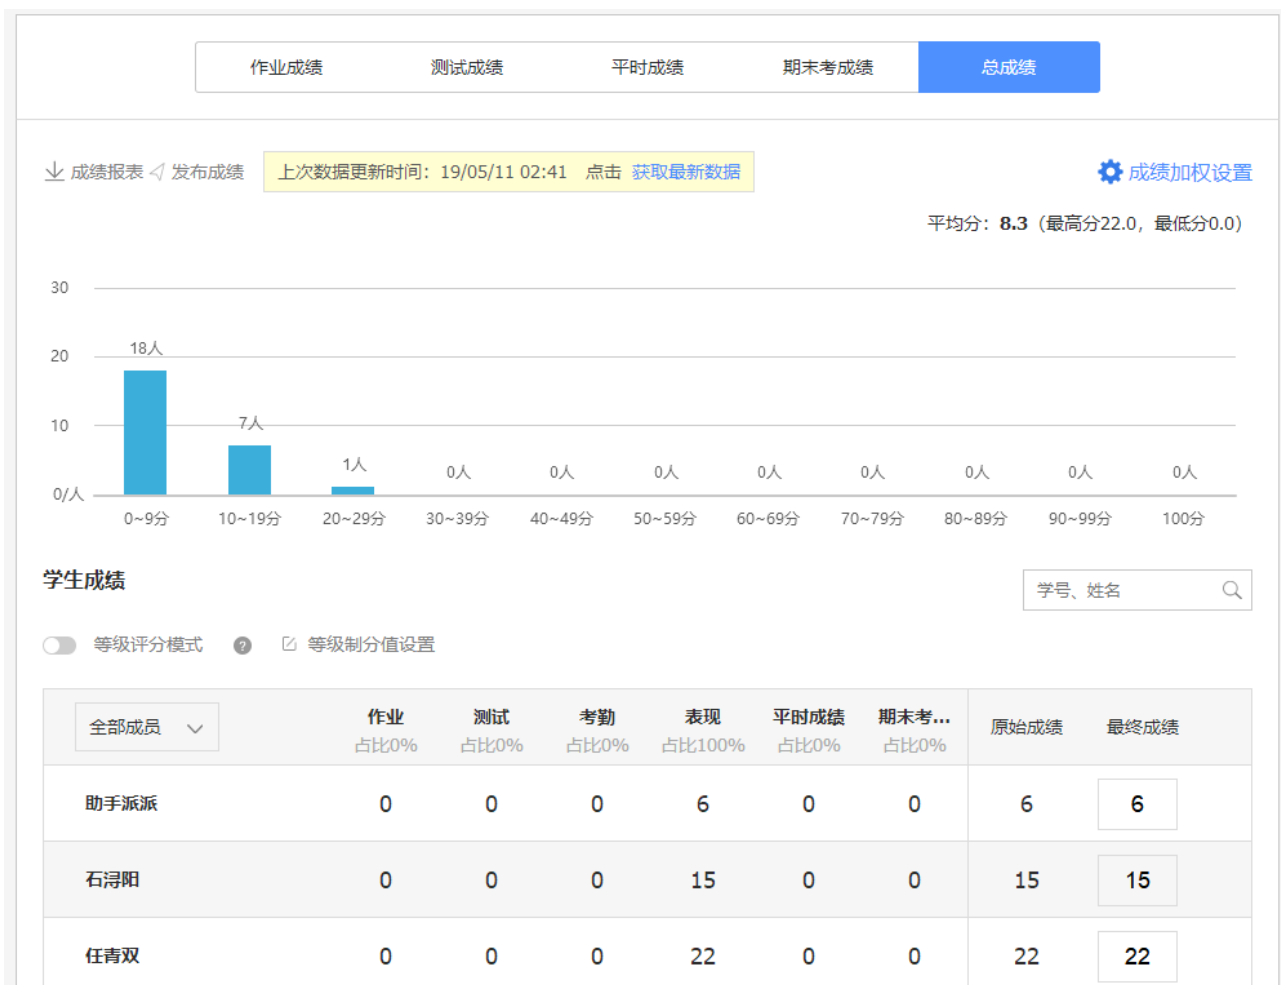 作业成绩 测试成绩 平时成绩 期末考成绩 总成绩
成绩报表 发布成绩 上次数据更新时间：19/05/11 02:41 点击 获取最新数据 成绩加权设置
平均分：8.3（最高分22.0，最低分0.0）
30
20
10
0/人
18人 7人 1人 0人 0人 0人 0人 0人 0人 0人 0人
0~9分 10~19分 20~29分 30~39分 40~49分 50~59分 60~69分 70~79分 80~89分 90~99分 100分
学生成绩 学号、姓名
等级评分模式 ? 等级制分值设置
全部成员 作业 测试 考勤 表现 平时成绩 期末考... 原始成绩 最终成绩
占比0% 占比0% 占比0% 占比100% 占比0% 占比0%
助手派派 0 0 0 6 0 0 6 6
石浔阳 0 0 0 15 0 0 15 15
任青双 0 0 0 22 0 0 22 22